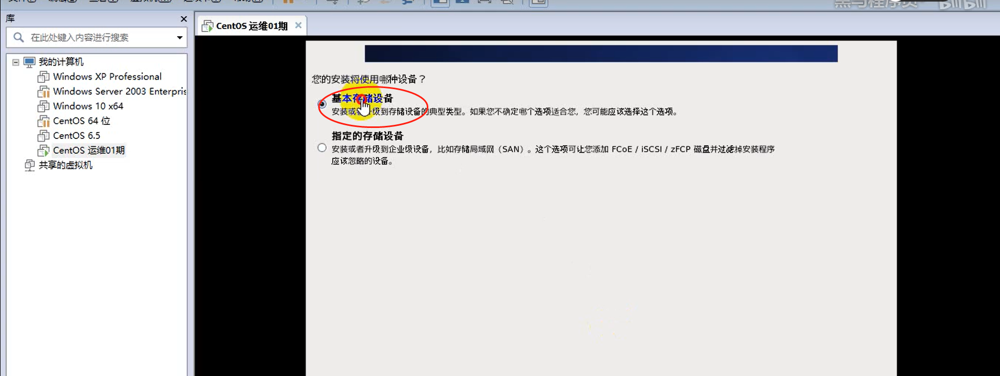 库
在此处键入内容进行搜索
我的计算机
Windows XP Professional
Windows Server 2003 Enterpris
Windows 10 x64
CentOS 64 位
CentOS 6.5
CentOS 运维01期
共享的虚拟机
CentOS 运维01期
您的安装将使用哪种设备？
基本存储设备
安装或者升级到存储设备的典型类型。如果您不确定哪个选项适合您，您可能应该选择这个选项。
指定的存储设备
安装或者升级到企业级设备，比如存储局域网（SAN）。这个选项可让您添加 FCoE / iSCSI / zFCP 磁盘并过滤掉安装程序
应该忽略的设备。